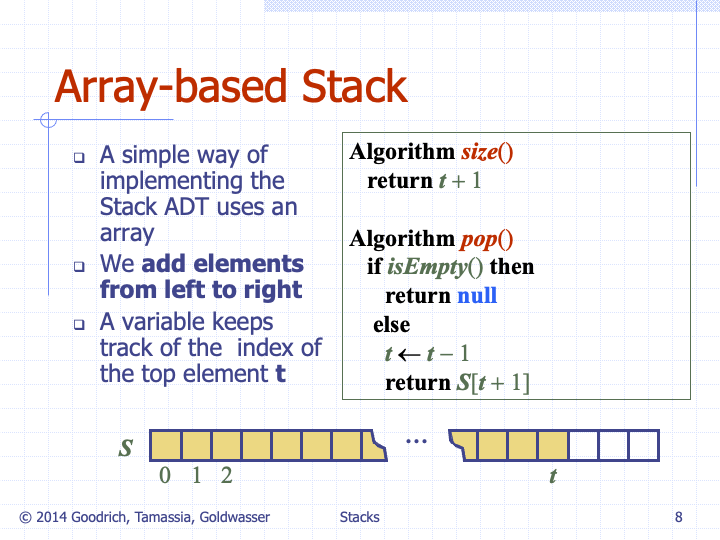 Array-based Stack
A simple way of
implementing the
Stack ADT uses an
array
We add elements
from left to right
A variable keeps
track of the index of
the top element t
Algorithm size()
return t + 1
Algorithm pop()
if isEmpty() then
return null
else
t ← t − 1
return S[t + 1]
S
…
0 1 2
t
© 2014 Goodrich, Tamassia, Goldwasser
Stacks
8